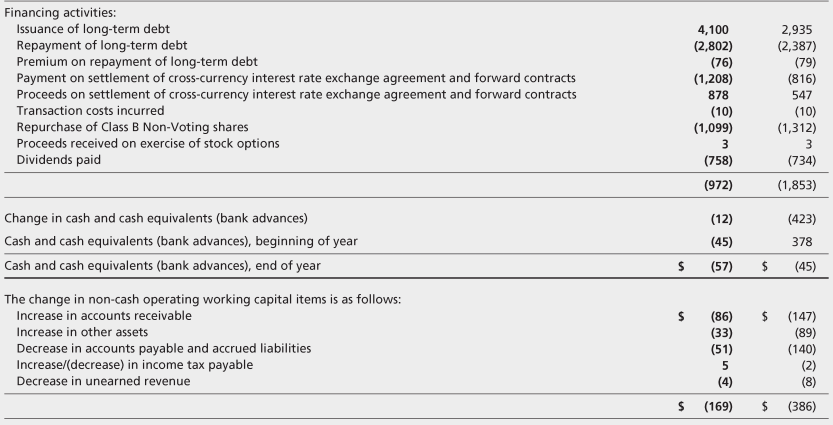 Financing activities:
Issuance of long-term debt 4,100 2,935
Repayment of long-term debt (2,802) (2,387)
Premium on repayment of long-term debt (76) (79)
Payment on settlement of cross-currency interest rate exchange agreement and forward contracts (1,208) (816)
Proceeds on settlement of cross-currency interest rate exchange agreement and forward contracts 878 547
Transaction costs incurred (10) (10)
Repurchase of Class B Non-Voting shares (1,099) (1,312)
Proceeds received on exercise of stock options 3 3
Dividends paid (758) (734)
(972) (1,853)
Change in cash and cash equivalents (bank advances) (12) (423)
Cash and cash equivalents (bank advances), beginning of year (45) 378
Cash and cash equivalents (bank advances), end of year $ (57) $ (45)
The change in non-cash operating working capital items is as follows:
Increase in accounts receivable $ (86) $ (147)
Increase in other assets (33) (89)
Decrease in accounts payable and accrued liabilities (51) (140)
Increase/(decrease) in income tax payable 5 (2)
Decrease in unearned revenue (4) (8)
$ (169) $ (386)